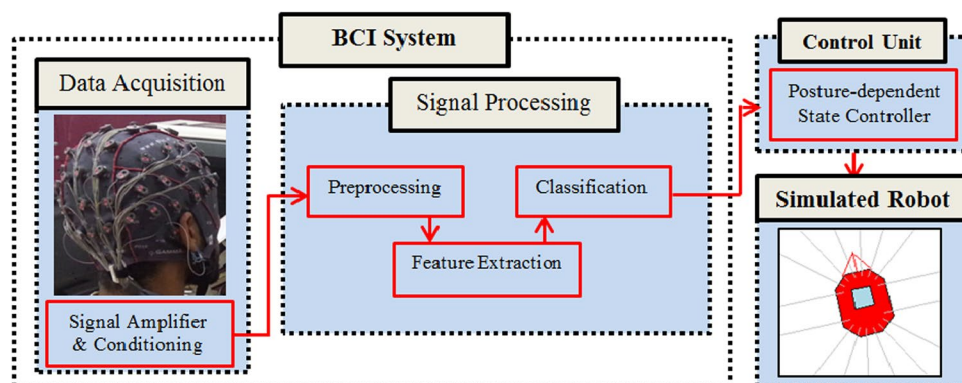 BCI System
Data Acquisition
Signal Amplifier
& Conditioning
Signal Processing
Preprocessing
Feature Extraction
Classification
Control Unit
Posture-dependent
State Controller
Simulated Robot